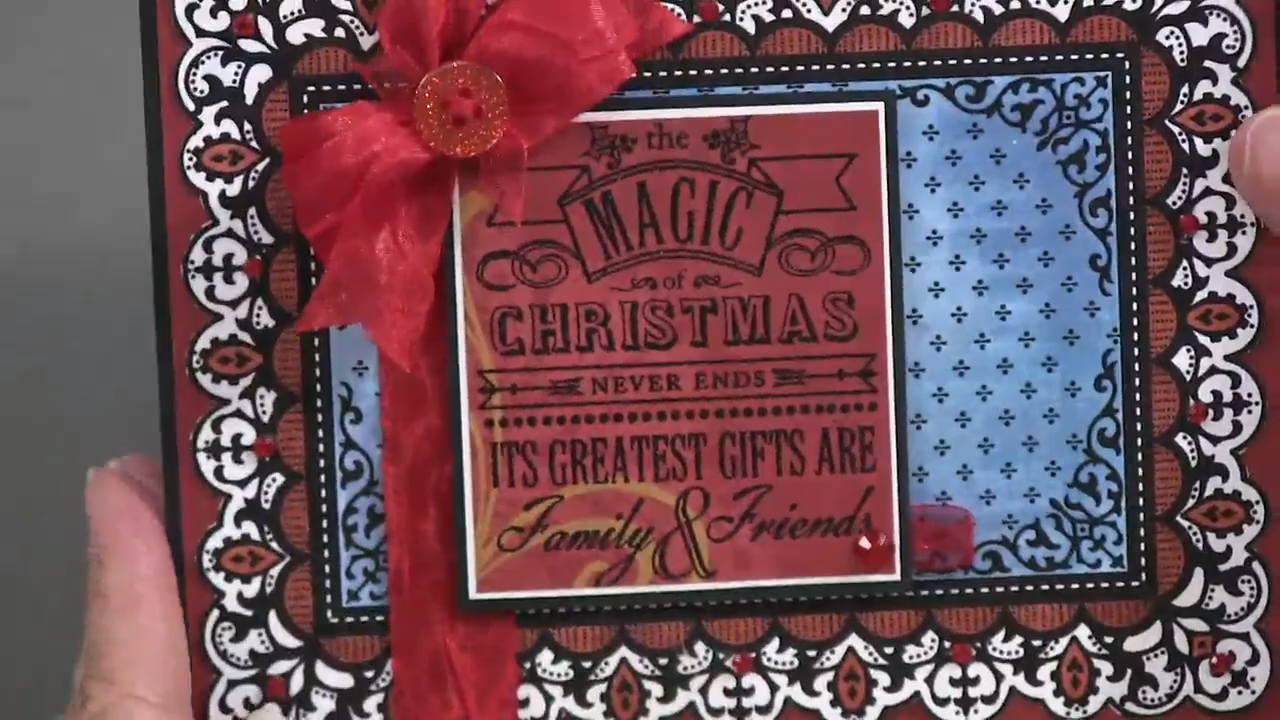 the
MAGIC
of
CHRISTMAS
NEVER ENDS
ITS GREATEST GIFTS ARE
Family & Friends